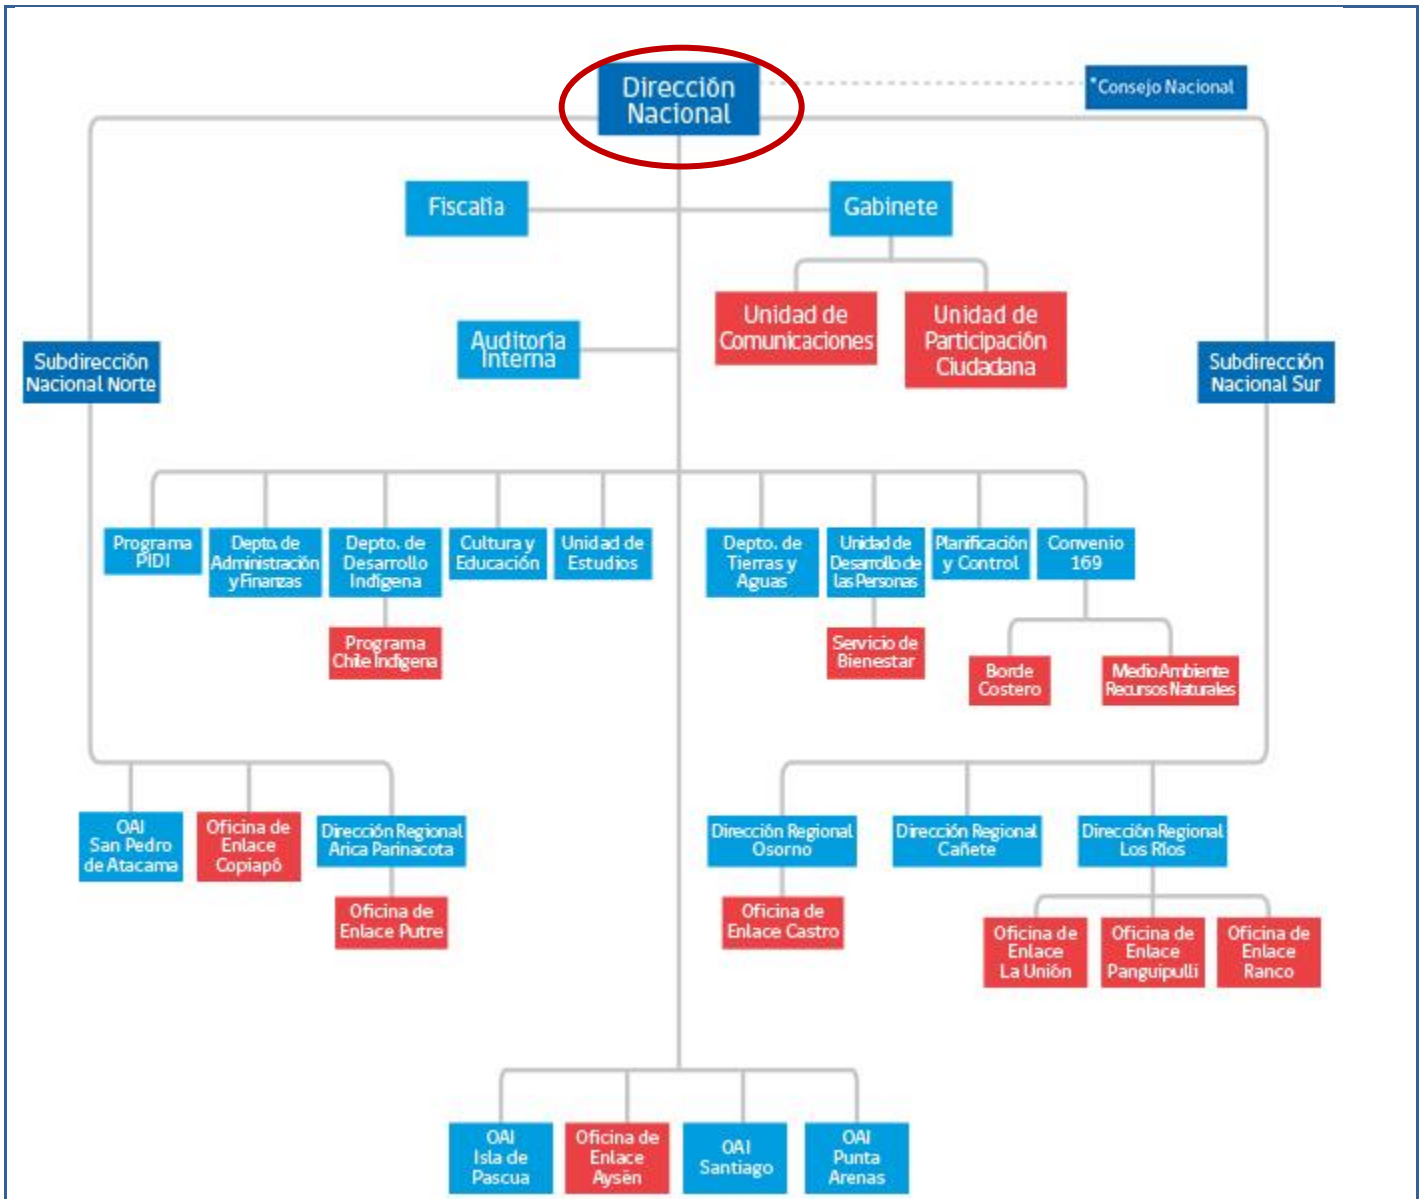 Dirección
Nacional
*Consejo Nacional
Fiscalía
Gabinete
Unidad de
Comunicaciones
Unidad de
Participación
Ciudadana
Auditoría
Interna
Subdirección
Nacional Norte
Subdirección
Nacional Sur
Programa
PIDI
Depto. de
Administración
y Finanzas
Depto. de
Desarrollo
Indígena
Cultura y
Educación
Unidad de
Estudios
Depto. de
Tierras y
Aguas
Unidad de
Desarrollo de
las Personas
Planificación
y Control
Convenio
169
Programa
Chile Indígena
Servicio de
Bienestar
Borde
Costero
Medio Ambiente
Recursos Naturales
OAI
San Pedro
de Atacama
Oficina de
Enlace
Copiapó
Dirección Regional
Arica Parinacota
Oficina de
Enlace Putre
Dirección Regional
Osorno
Dirección Regional
Cañete
Dirección Regional
Los Ríos
Oficina de
Enlace Castro
Oficina de
Enlace
La Unión
Oficina de
Enlace
Panguipulli
Oficina de
Enlace
Ranco
OAI
Isla de
Pascua
Oficina de
Enlace
Aysén
OAI
Santiago
OAI
Punta
Arenas